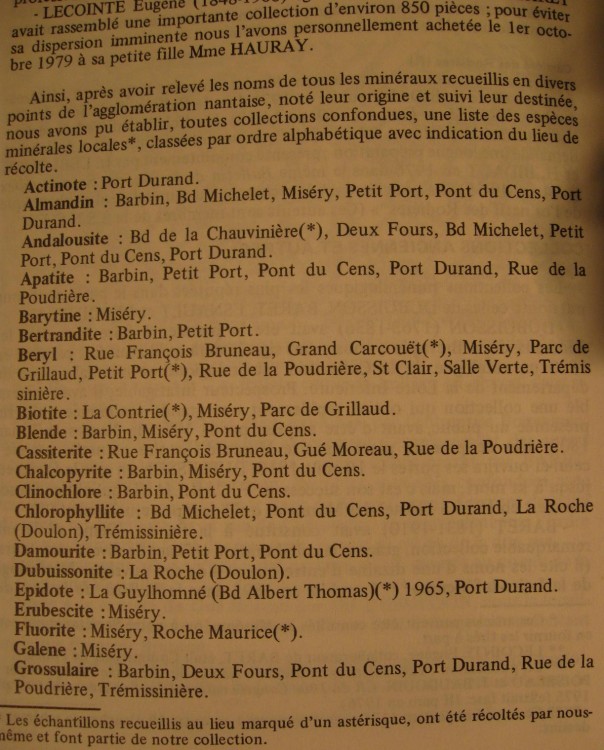 - LECOINTE Eugène
avait rassemblé une importante collection d'environ 850 pièces ; pour éviter
sa dispersion imminente nous l'avons personnellement achetée le 1er octo-
bre 1979 à sa petite fille Mme HAURAY.
Ainsi, après avoir relevé les noms de tous les minéraux recueillis en divers
points de l'agglomération nantaise, noté leur origine et suivi leur destinée,
nous avons pu établir, toutes collections confondues, une liste des espèces
minérales locales*, classées par ordre alphabétique avec indication du lieu de
récolte.
Actinote : Port Durand.
Almandin : Barbin, Bd Michelet, Miséry, Petit Port, Pont du Cens, Port
Durand.
Andalousite : Bd de la Chauvinière(*), Deux Fours, Bd Michelet, Petit
Port, Pont du Cens, Port Durand.
Apatite : Barbin, Petit Port, Pont du Cens, Port Durand, Rue de la
Poudrière.
Barytine : Miséry.
Bertrandite : Barbin, Petit Port.
Beryl : Rue François Bruneau, Grand Carcouët(*), Miséry, Parc de
Grillaud, Petit Port(*), Rue de la Poudrière, St Clair, Salle Verte, Trémis
sinière.
Biotite : La Contrie(*), Miséry, Parc de Grillaud.
Blende : Barbin, Miséry, Pont du Cens.
Cassiterite : Rue François Bruneau, Gué Moreau, Rue de la Poudrière.
Chalcopyrite : Barbin, Miséry, Pont du Cens.
Clinochlore : Barbin, Pont du Cens.
Chlorophyllite : Bd Michelet, Pont du Cens, Port Durand, La Roche
(Doulon), Trémissinière.
Damourite : Barbin, Petit Port, Pont du Cens.
Dubuissonite : La Roche (Doulon).
Epidote : La Guylhomné (Bd Albert Thomas)(*) 1965, Port Durand.
Erubescite : Miséry.
Fluorite : Miséry, Roche Maurice(*).
Galene : Miséry.
Grossulaire : Barbin, Deux Fours, Pont du Cens, Port Durand, Rue de la
Poudrière, Trémissinière.
Les échantillons recueillis au lieu marqué d'un astérisque, ont été récoltés par nous-
même et font partie de notre collection.